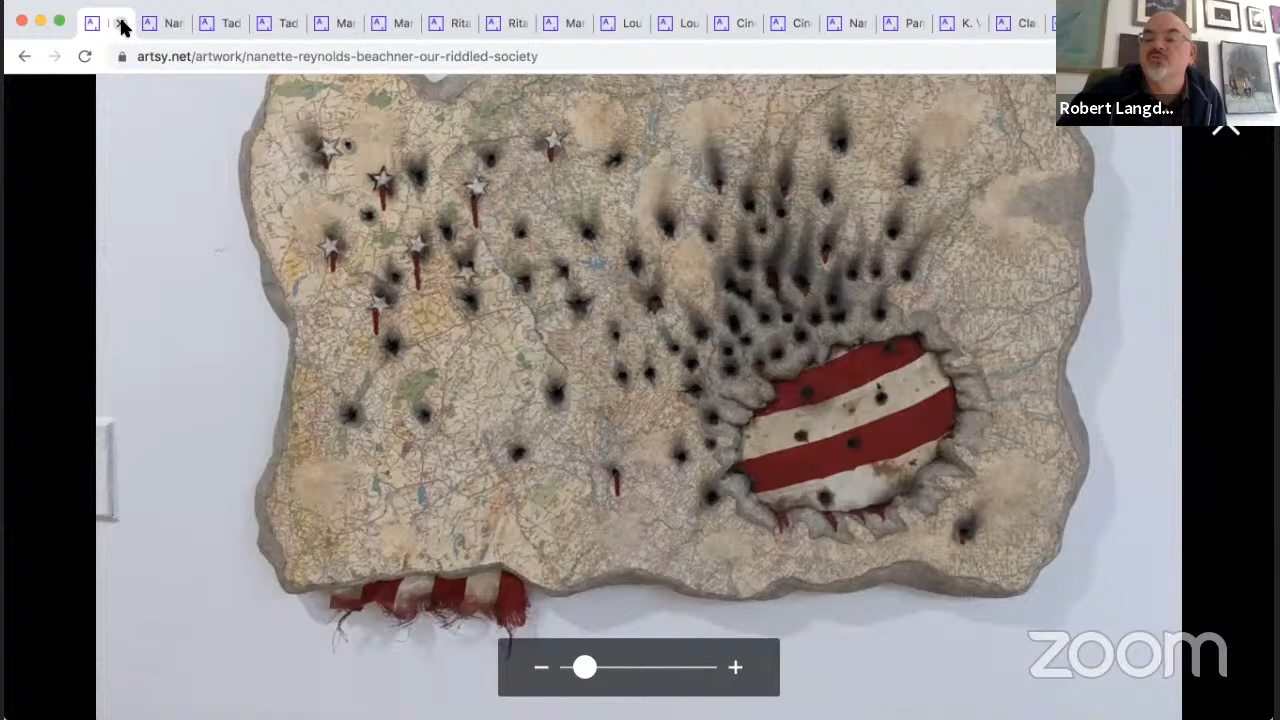 Nar
Tad
Tad
Mar
Mar
Rita
Rita
Mar
Lou
Lou
Cin
Cin
Nar
Par
K. V
Cla
artsy.net/artwork/nanette-reynolds-beachner-our-riddled-society
Robert Langd...
zoom